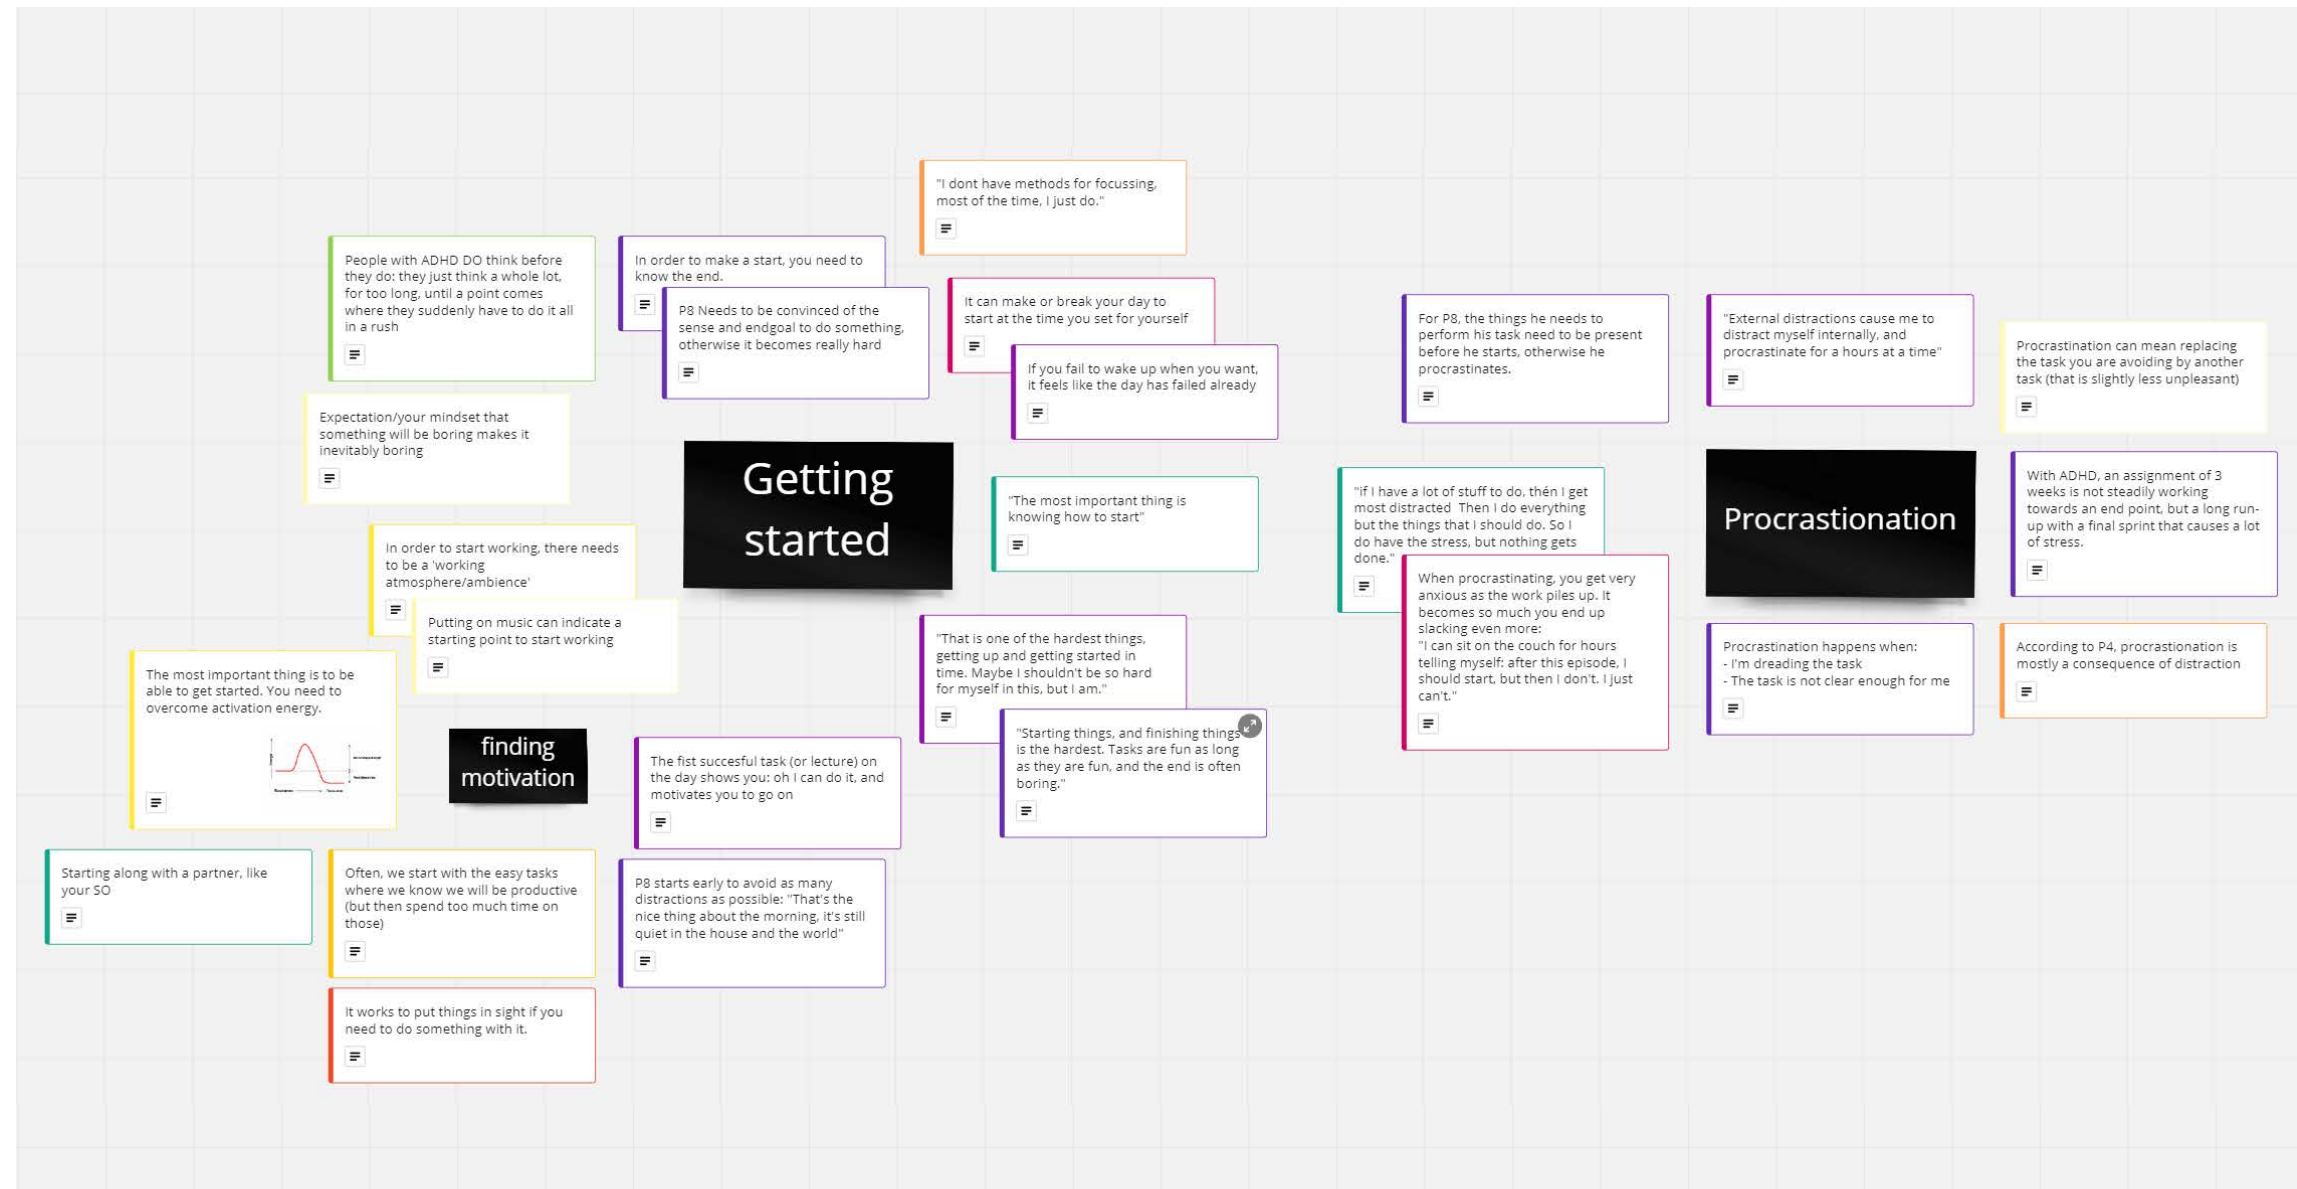 "I dont have methods for focussing,
most of the time, I just do."
People with ADHD DO think before
they do: they just think a whole lot,
for too long, until a point comes
where they suddenly have to do it all
in a rush
In order to make a start, you need to
know the end.
P8 Needs to be convinced of the
sense and endgoal to do something,
otherwise it becomes really hard
It can make or break your day to
start at the time you set for yourself
If you fail to wake up when you want,
it feels like the day has failed already
Expectation/your mindset that
something will be boring makes it
inevitably boring
Getting
started
"The most important thing is
knowing how to start"
In order to start working, there needs
to be a 'working
atmosphere/ambience'
Putting on music can indicate a
starting point to start working
The most important thing is to be
able to get started. You need to
overcome activation energy.
finding
motivation
"That is one of the hardest things,
getting up and getting started in
time. Maybe I shouldn't be so hard
for myself in this, but I am."
"Starting things, and finishing things
is the hardest. Tasks are fun as long
as they are fun, and the end is often
boring."
The fist succesful task (or lecture) on
the day shows you: oh I can do it, and
motivates you to go on
Starting along with a partner, like
your SO
Often, we start with the easy tasks
where we know we will be productive
(but then spend too much time on
those)
P8 starts early to avoid as many
distractions as possible: "That's the
nice thing about the morning, it's still
quiet in the house and the world"
It works to put things in sight if you
need to do something with it.
For P8, the things he needs to
perform his task need to be present
before he starts, otherwise he
procrastinates.
"External distractions cause me to
distract myself internally, and
procrastinate for a hours at a time"
Procrastination can mean replacing
the task you are avoiding by another
task (that is slightly less unpleasant)
"if I have a lot of stuff to do, thén I get
most distracted  Then I do everything
but the things that I should do. So I
do have the stress, but nothing gets
done."
When procrastinating, you get very
anxious as the work piles up. It
becomes so much you end up
slacking even more:
"I can sit on the couch for hours
telling myself: after this episode, I
should start, but then I don't. I just
can't."
Procrastionation
With ADHD, an assignment of 3
weeks is not steadily working
towards an end point, but a long run-
up with a final sprint that causes a lot
of stress.
Procrastination happens when:
- I'm dreading the task
- The task is not clear enough for me
According to P4, procrastionation is
mostly a consequence of distraction